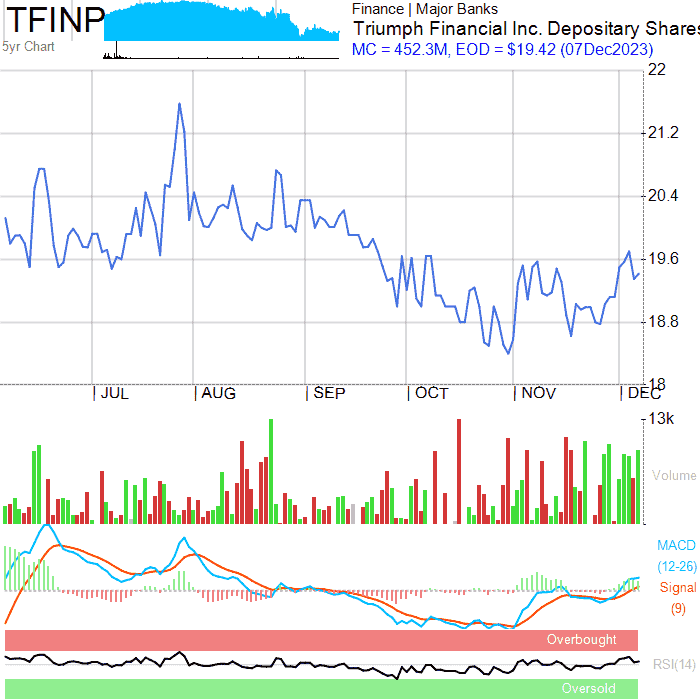 TFINP
5yr Chart
Finance | Major Banks
Triumph Financial Inc. Depositary Shares
MC = 452.3M, EOD = $19.42 (07Dec2023)
22
21.2
20.4
19.6
18.8
18
JUL
AUG
SEP
OCT
NOV
DEC
13k
Volume
MACD
(12-26)
Signal
(9)
Overbought
RSI(14)
Oversold